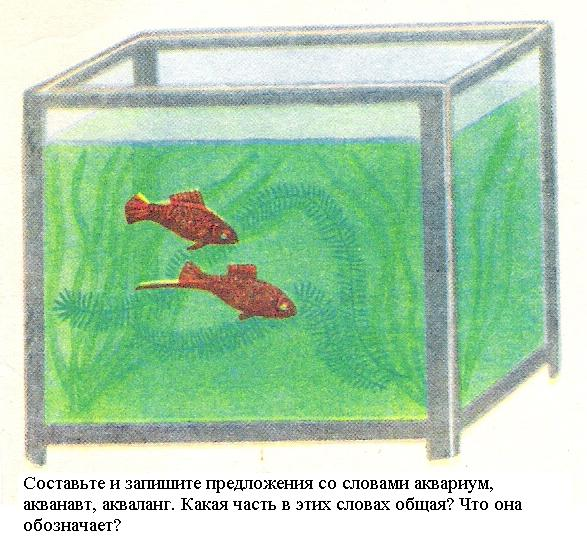 Составьте и запишите предложения со словами аквариум,
акванавт, акваланг. Какая часть в этих словах общая? Что она
обозначает?